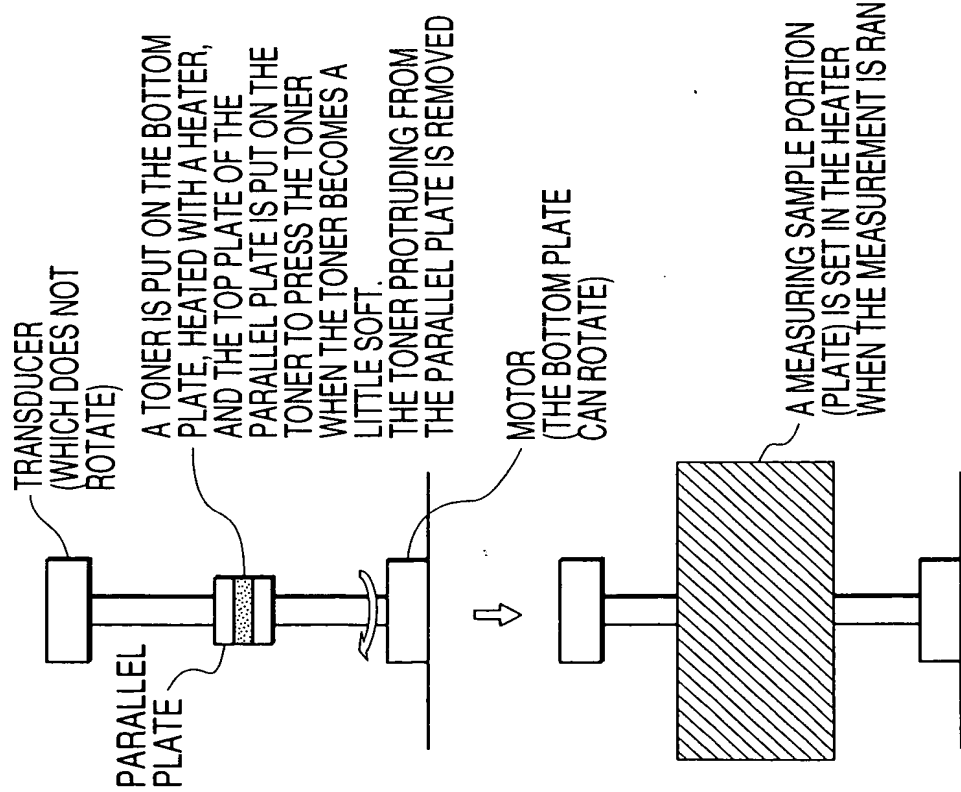 TRANSDUCER
(WHICH DOES NOT
ROTATE)
PARALLEL
PLATE
A TONER IS PUT ON THE BOTTOM
PLATE, HEATED WITH A HEATER,
AND THE TOP PLATE OF THE
PARALLEL PLATE IS PUT ON THE
TONER TO PRESS THE TONER
WHEN THE TONER BECOMES A
LITTLE SOFT.
THE TONER PROTRUDING FROM
THE PARALLEL PLATE IS REMOVED
MOTOR
(THE BOTTOM PLATE
CAN ROTATE)
A MEASURING SAMPLE PORTION
(PLATE) IS SET IN THE HEATER
WHEN THE MEASUREMENT IS RAN